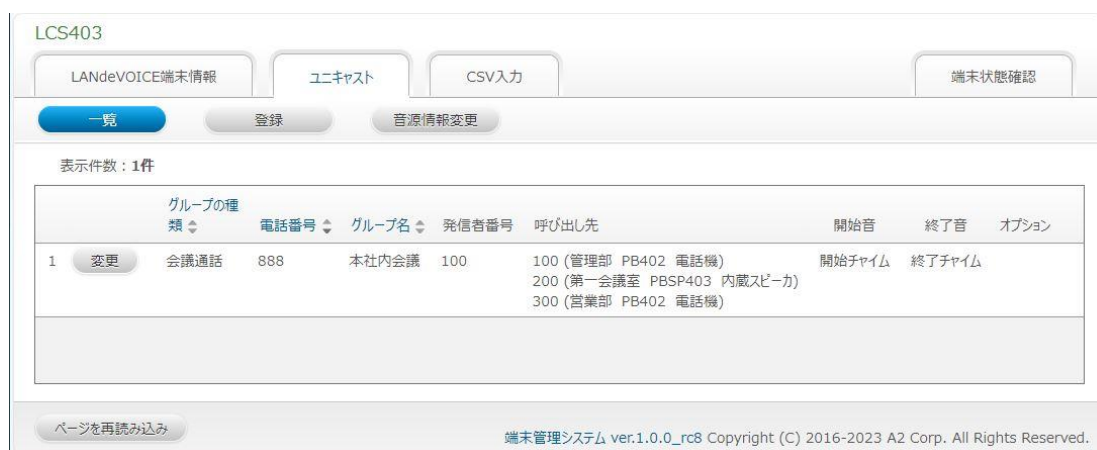 LCS403
LANdeVOICE端末情報 ユニキャスト CSV入力 端末状態確認
一覧 登録 音源情報変更
表示件数：1件
グループの種
類 電話番号 グループ名 発信者番号 呼び出し先 開始音 終了音 オプション
1 変更 会議通話 888 本社内会議 100 100 (管理部 PB402 電話機) 開始チャイム 終了チャイム
200 (第一会議室 PBSP403 内蔵スピーカ)
300 (営業部 PB402 電話機)
ページを再読み込み
端末管理システム ver.1.0.0_rc8 Copyright (C) 2016-2023 A2 Corp. All Rights Reserved.